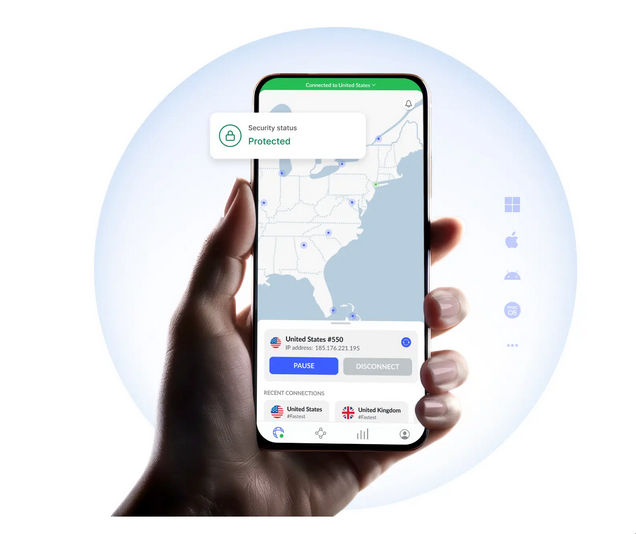 Connected to United States
Security status
Protected
United States #550
IP address: 185.176.221.195
PAUSE
DISCONNECT
RECENT CONNECTIONS
United States
#Fastest
United Kingdom
#Fastest